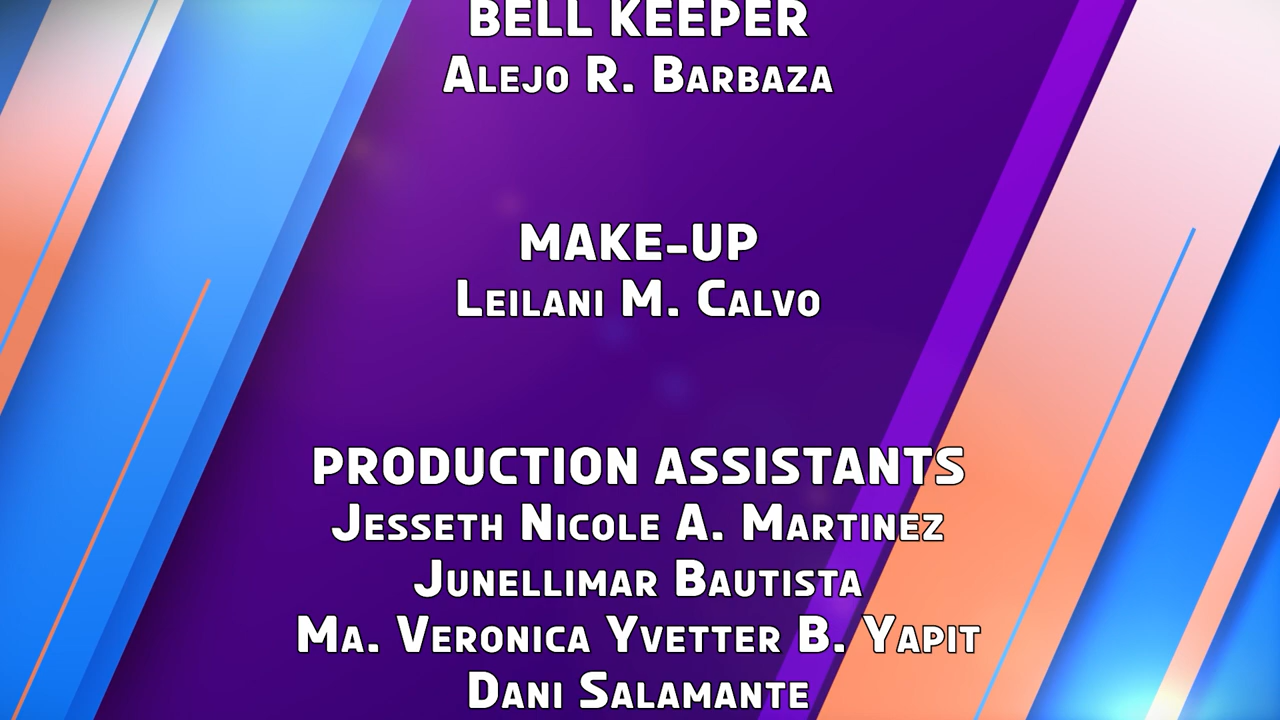 BELL KEEPER
Alejo R. Barbaza
MAKE-UP
Leilani M. Calvo
PRODUCTION ASSISTANTS
Jesseth Nicole A. Martinez
Junellimar Bautista
Ma. Veronica Yvetter B. Yapit
Dani Salamante